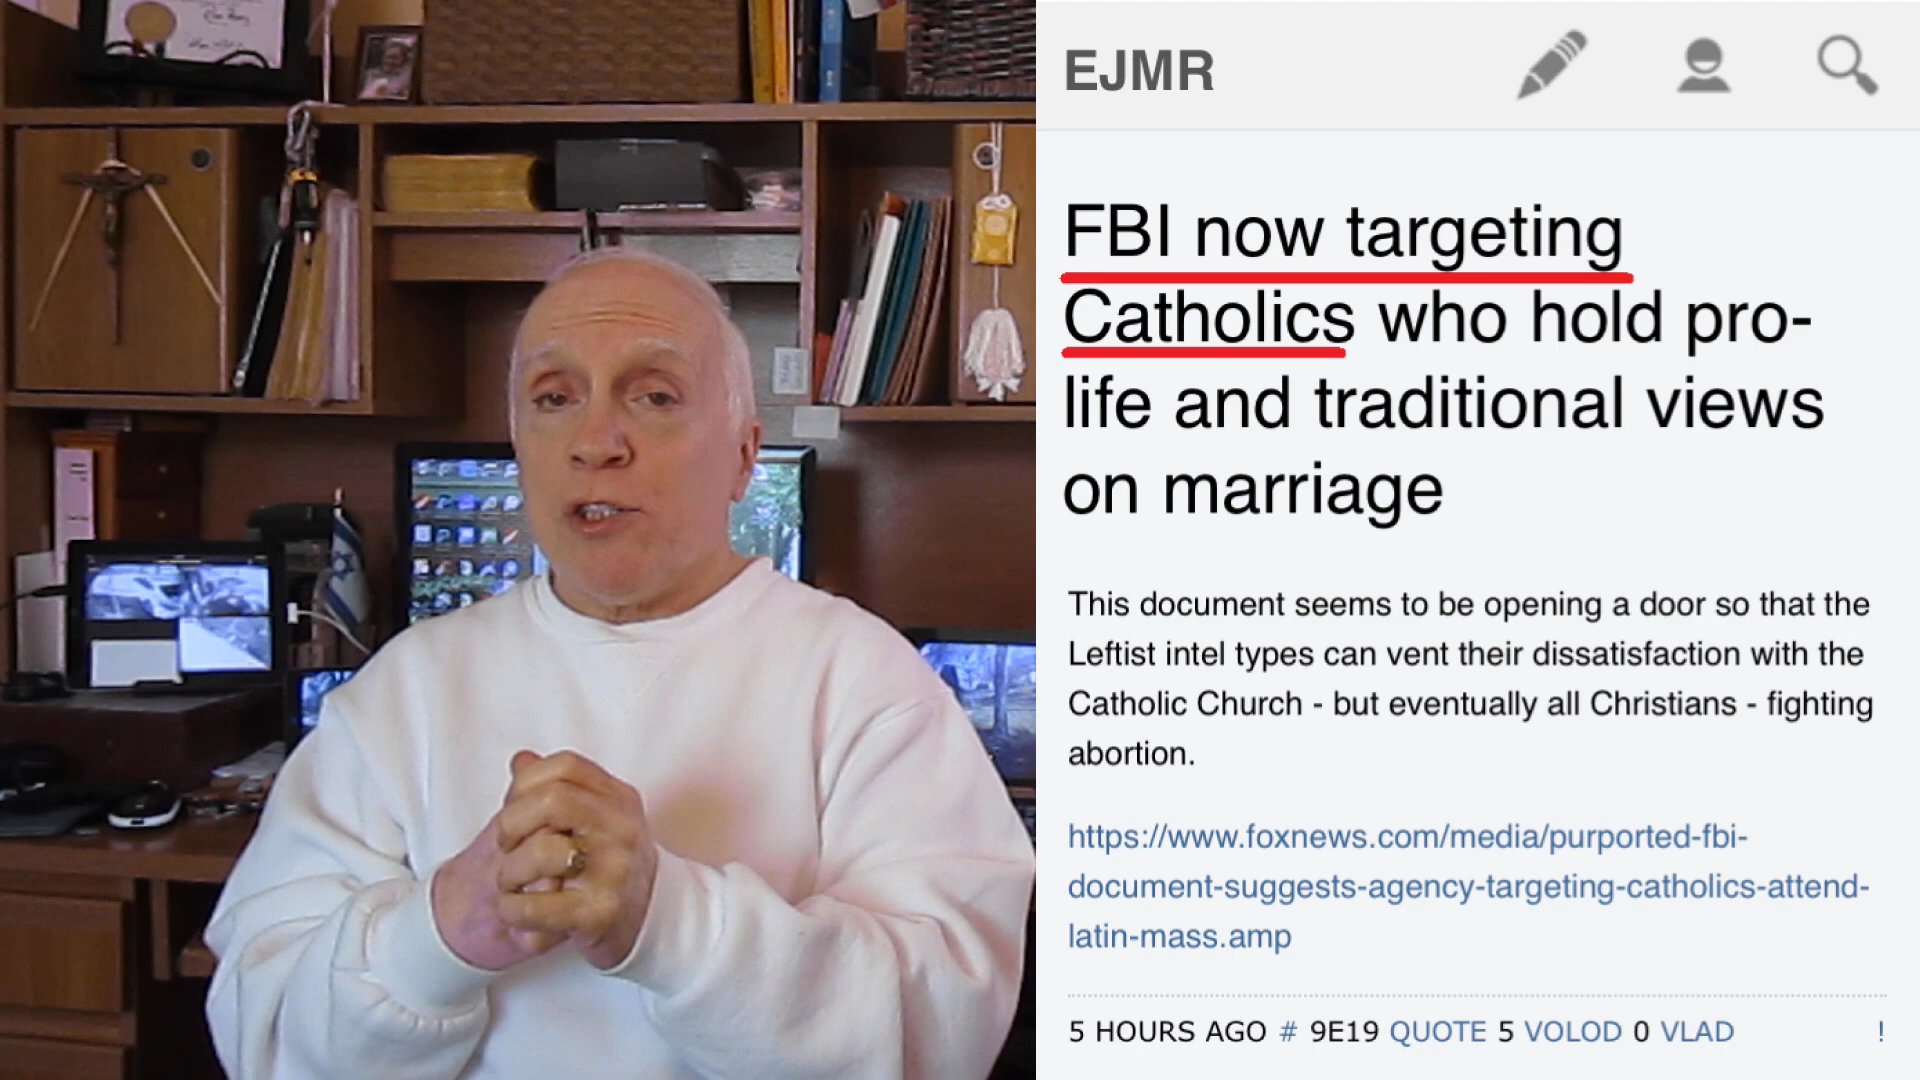 EJMR
FBI now targeting
Catholics who hold pro-
life and traditional views
on marriage
This document seems to be opening a door so that the
Leftist intel types can vent their dissatisfaction with the
Catholic Church - but eventually all Christians - fighting
abortion.
https://www.foxnews.com/media/purported-fbi-
document-suggests-agency-targeting-catholics-attend-
latin-mass.amp
5 HOURS AGO # 9E19 QUOTE 5 VOLOD 0 VLAD !